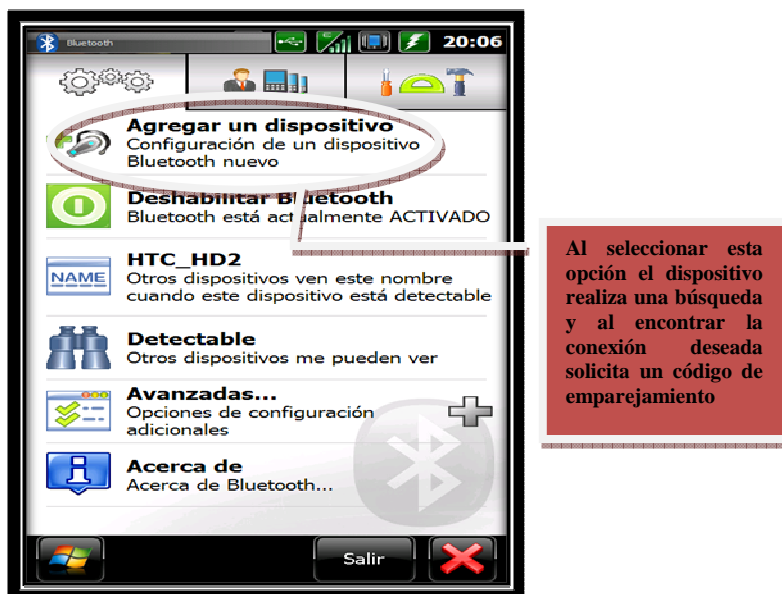 Bluetooth
20:06
Agregar un dispositivo
Configuración de un dispositivo
Bluetooth nuevo
Deshabilitar Bluetooth
Bluetooth está actualmente ACTIVADO
NAME
HTC_HD2
Otros dispositivos ven este nombre
cuando este dispositivo está detectable
Detectable
Otros dispositivos me pueden ver
Avanzadas...
Opciones de configuración
adicionales
Acerca de
Acerca de Bluetooth...
Salir
Al seleccionar esta
opción el dispositivo
realiza una búsqueda
y al encontrar la
conexión deseada
solicita un código de
emparejamiento